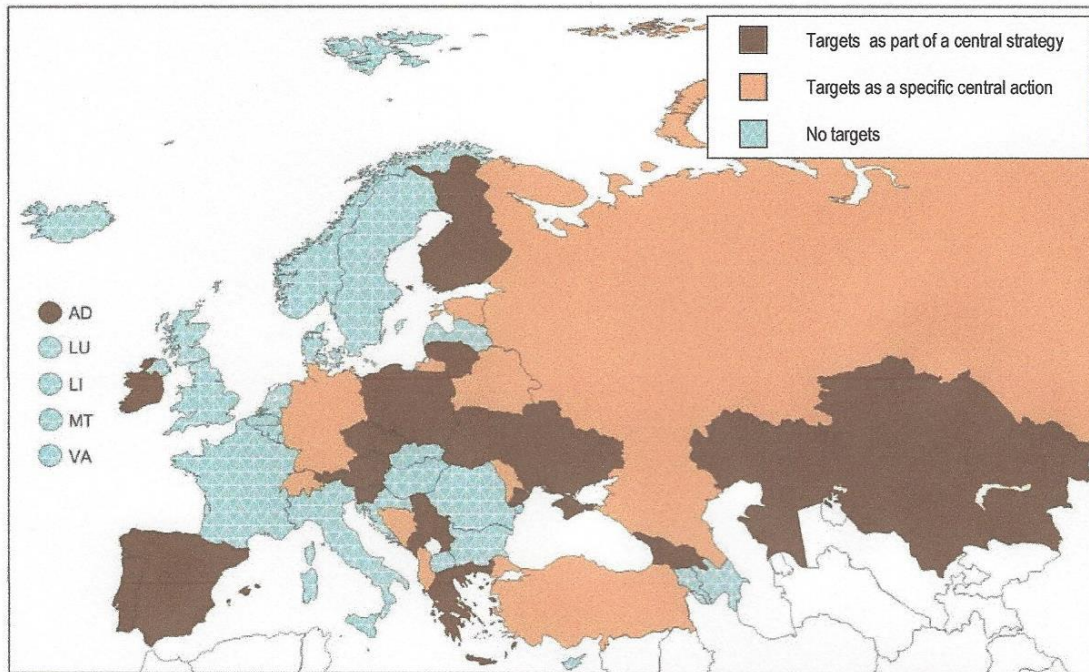 Targets as part of a central strategy
Targets as a specific central action
No targets
AD
LU
LI
MT
VA